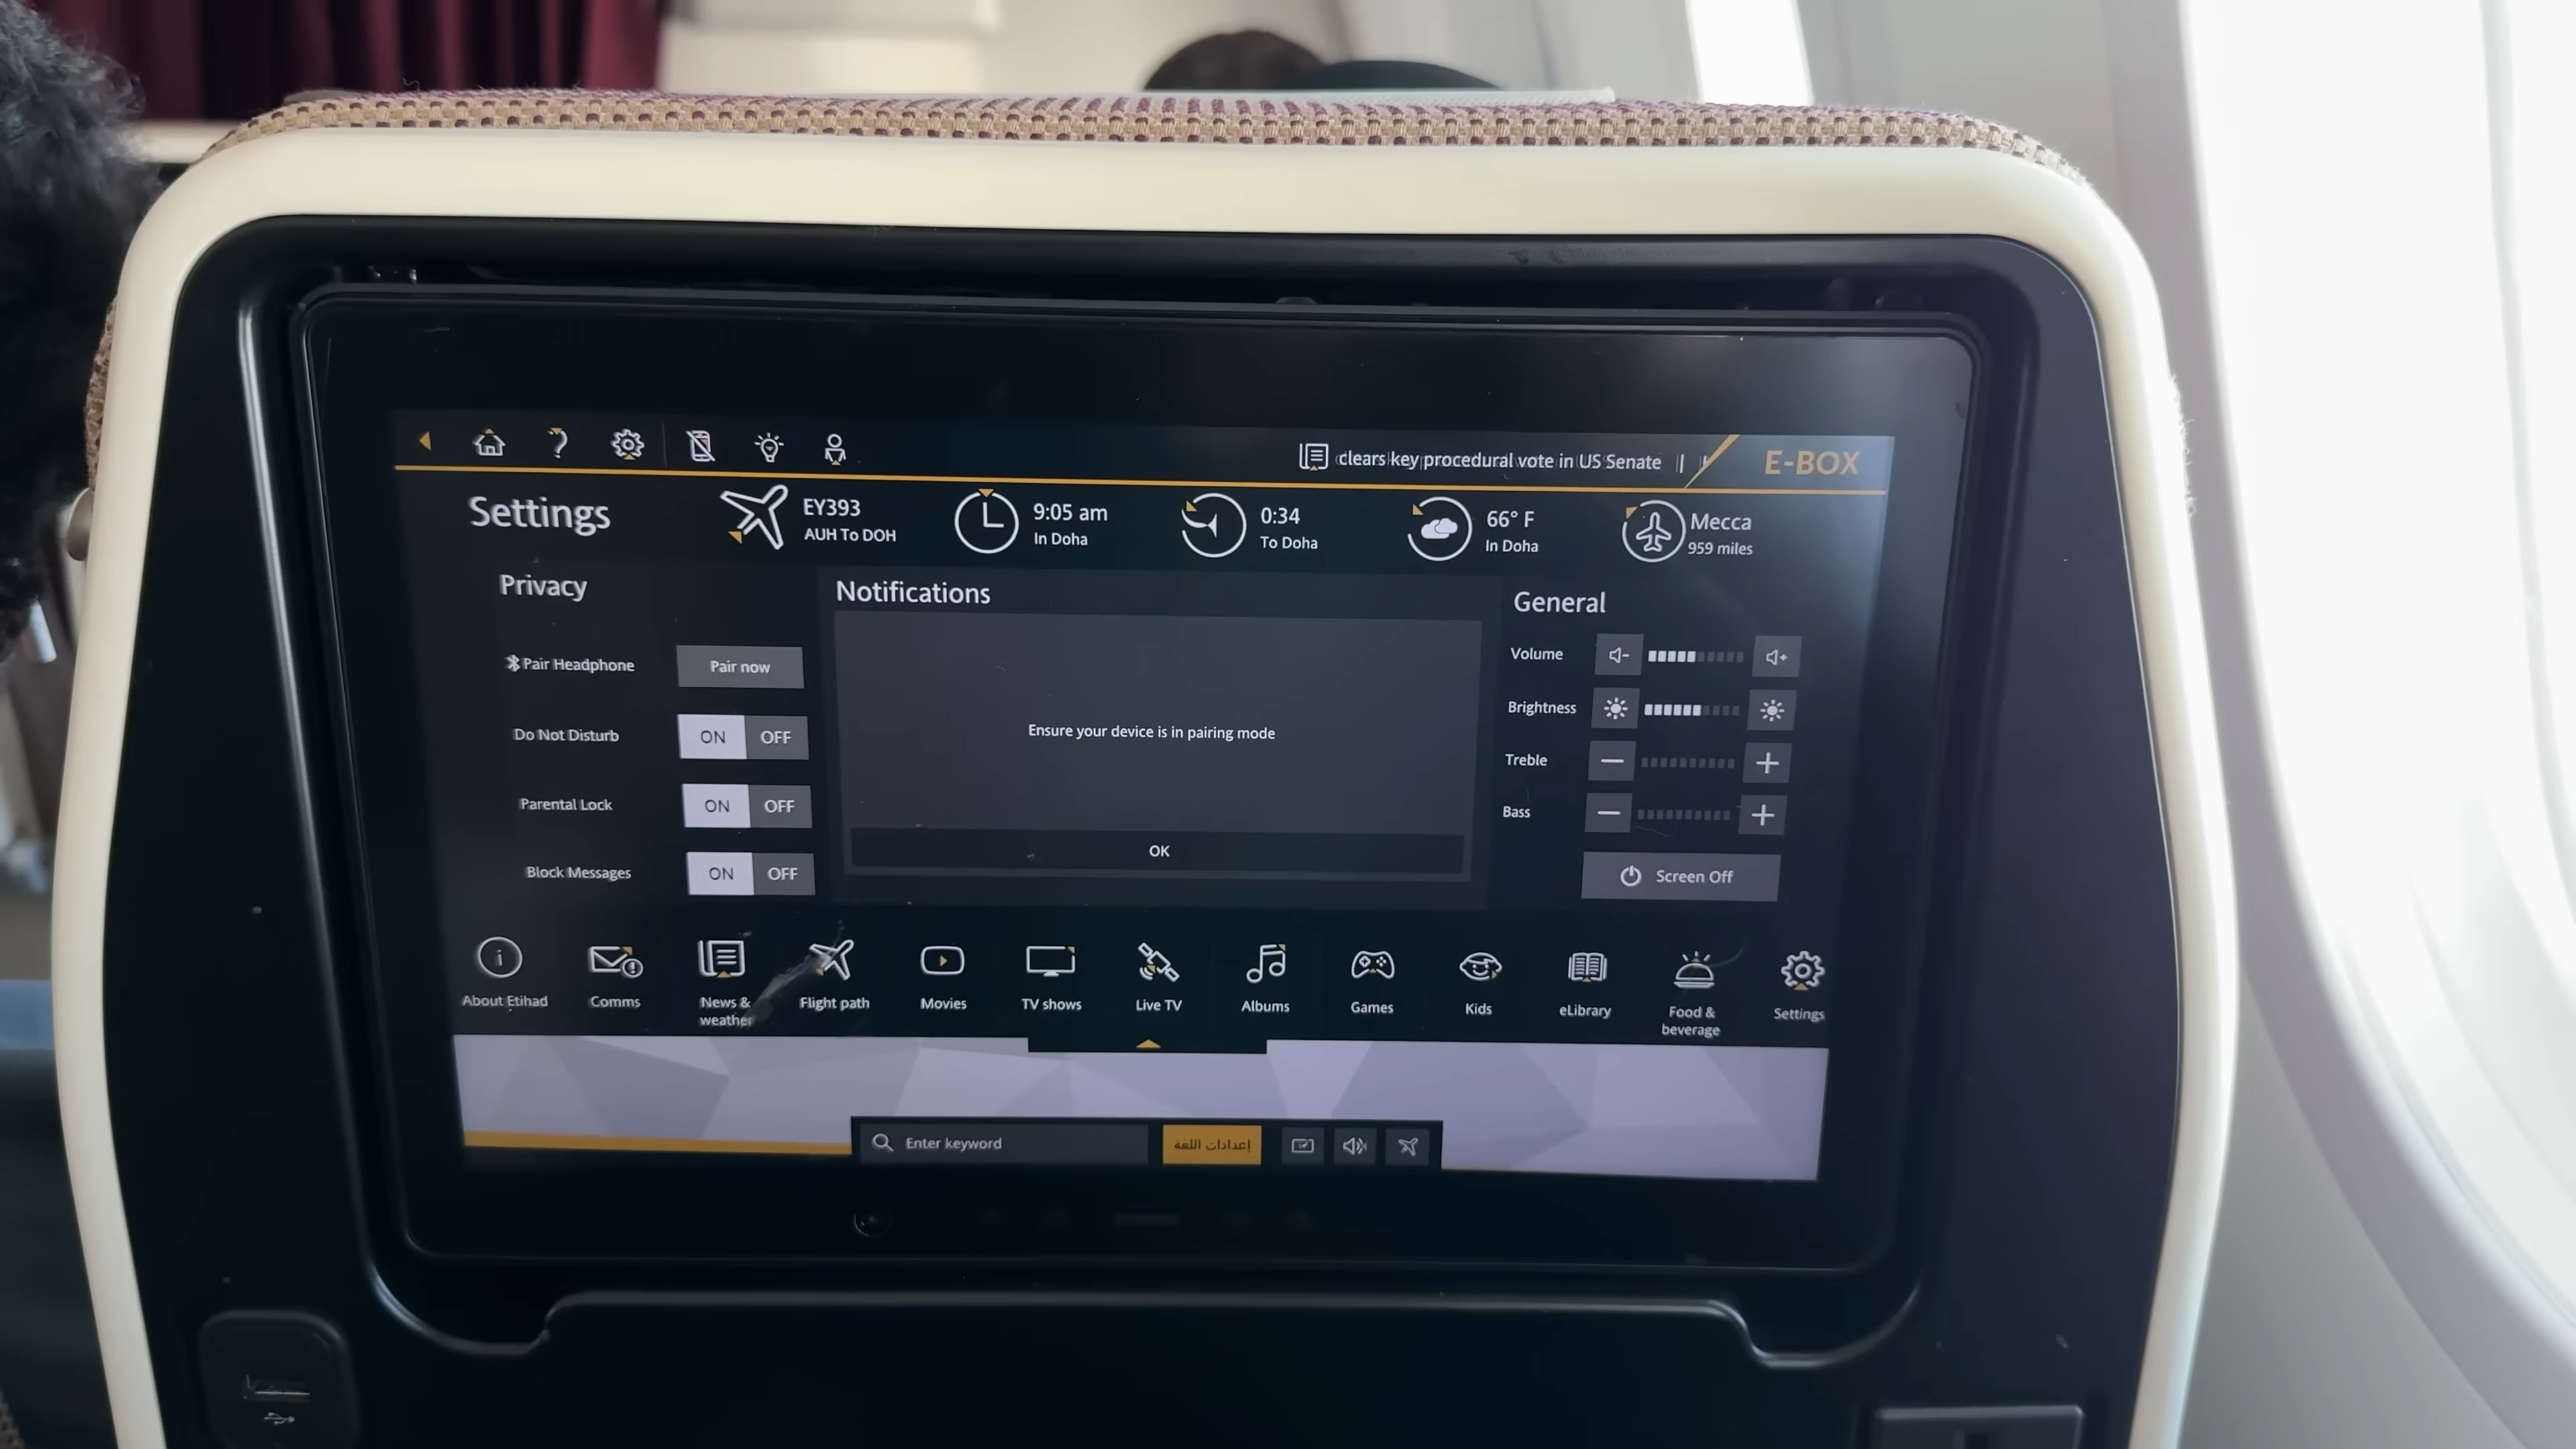 clears key procedural vote in US Senate
E-BOX
Settings
EY393
AUH To DOH
9:05 am
In Doha
0:34
To Doha
66° F
In Doha
Mecca
959 miles
Privacy
Pair Headphone
Pair now
Do Not Disturb
ON OFF
Parental Lock
ON OFF
Block Messages
ON OFF
Notifications
Ensure your device is in pairing mode
OK
General
Volume
Brightness
Treble
Bass
Screen Off
About Etihad
Comms
News &
weather
Flight path
Movies
TV shows
Live TV
Albums
Games
Kids
eLibrary
Food &
beverage
Settings
Enter keyword
إعدادات اللغة